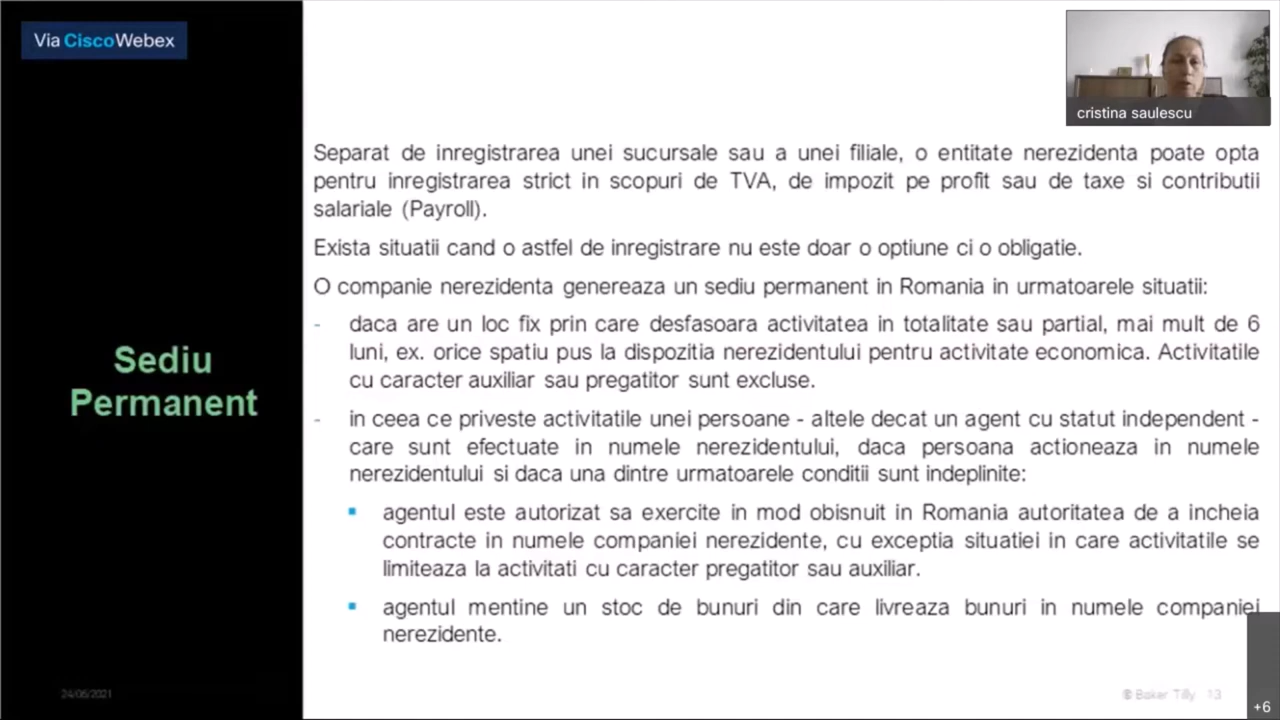 Via CiscoWebex
cristina saulescu
Sediu
Permanent
Separat de inregistrarea unei sucursale sau a unei filiale, o entitate nerezidenta poate opta
pentru inregistrarea strict in scopuri de TVA, de impozit pe profit sau de taxe si contributii
salariale (Payroll).
Exista situatii cand o astfel de inregistrare nu este doar o optiune ci o obligatie.
O companie nerezidenta genereaza un sediu permanent in Romania in urmatoarele situatii:
- daca are un loc fix prin care desfasoara activitatea in totalitate sau partial, mai mult de 6
luni, ex. orice spatiu pus la dispozitia nerezidentului pentru activitate economica. Activitatile
cu caracter auxiliar sau pregatitor sunt excluse.
- in ceea ce priveste activitatile unei persoane - altele decat un agent cu statut independent -
care sunt efectuate in numele nerezidentului, daca persoana actioneaza in numele
nerezidentului si daca una dintre urmatoarele conditii sunt indeplinite:
▪ agentul este autorizat sa exercite in mod obisnuit in Romania autoritatea de a incheia
contracte in numele companiei nerezidente, cu exceptia situatiei in care activitatile se
limiteaza la activitati cu caracter pregatitor sau auxiliar.
▪ agentul mentine un stoc de bunuri din care livreaza bunuri in numele companiei
nerezidente.
24/06/2021
© Baker Tilly 13
+6